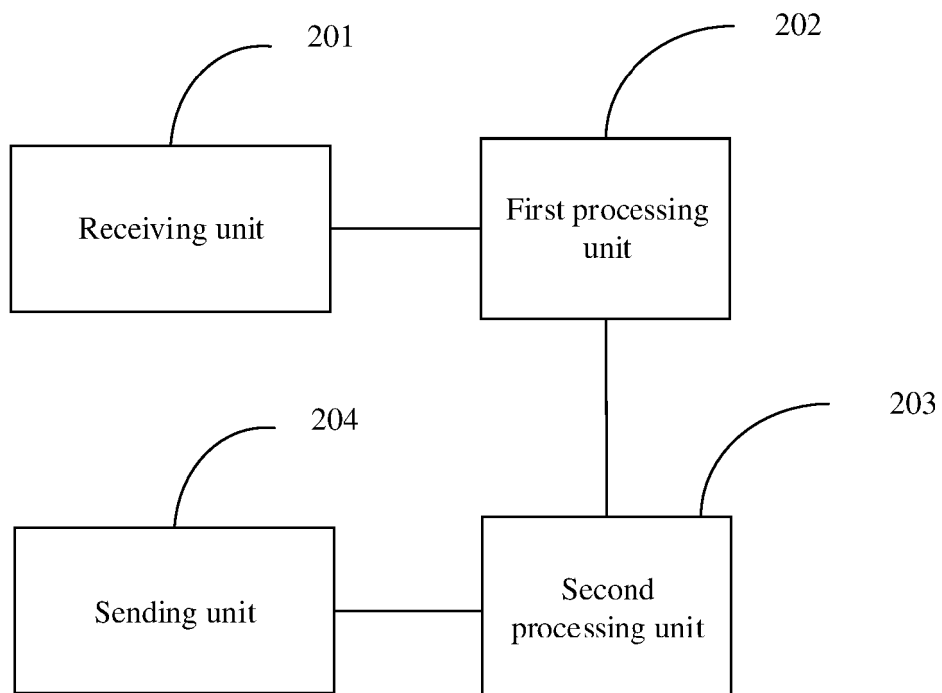 201
202
Receiving unit
First processing
unit
204
203
Sending unit
Second
processing unit